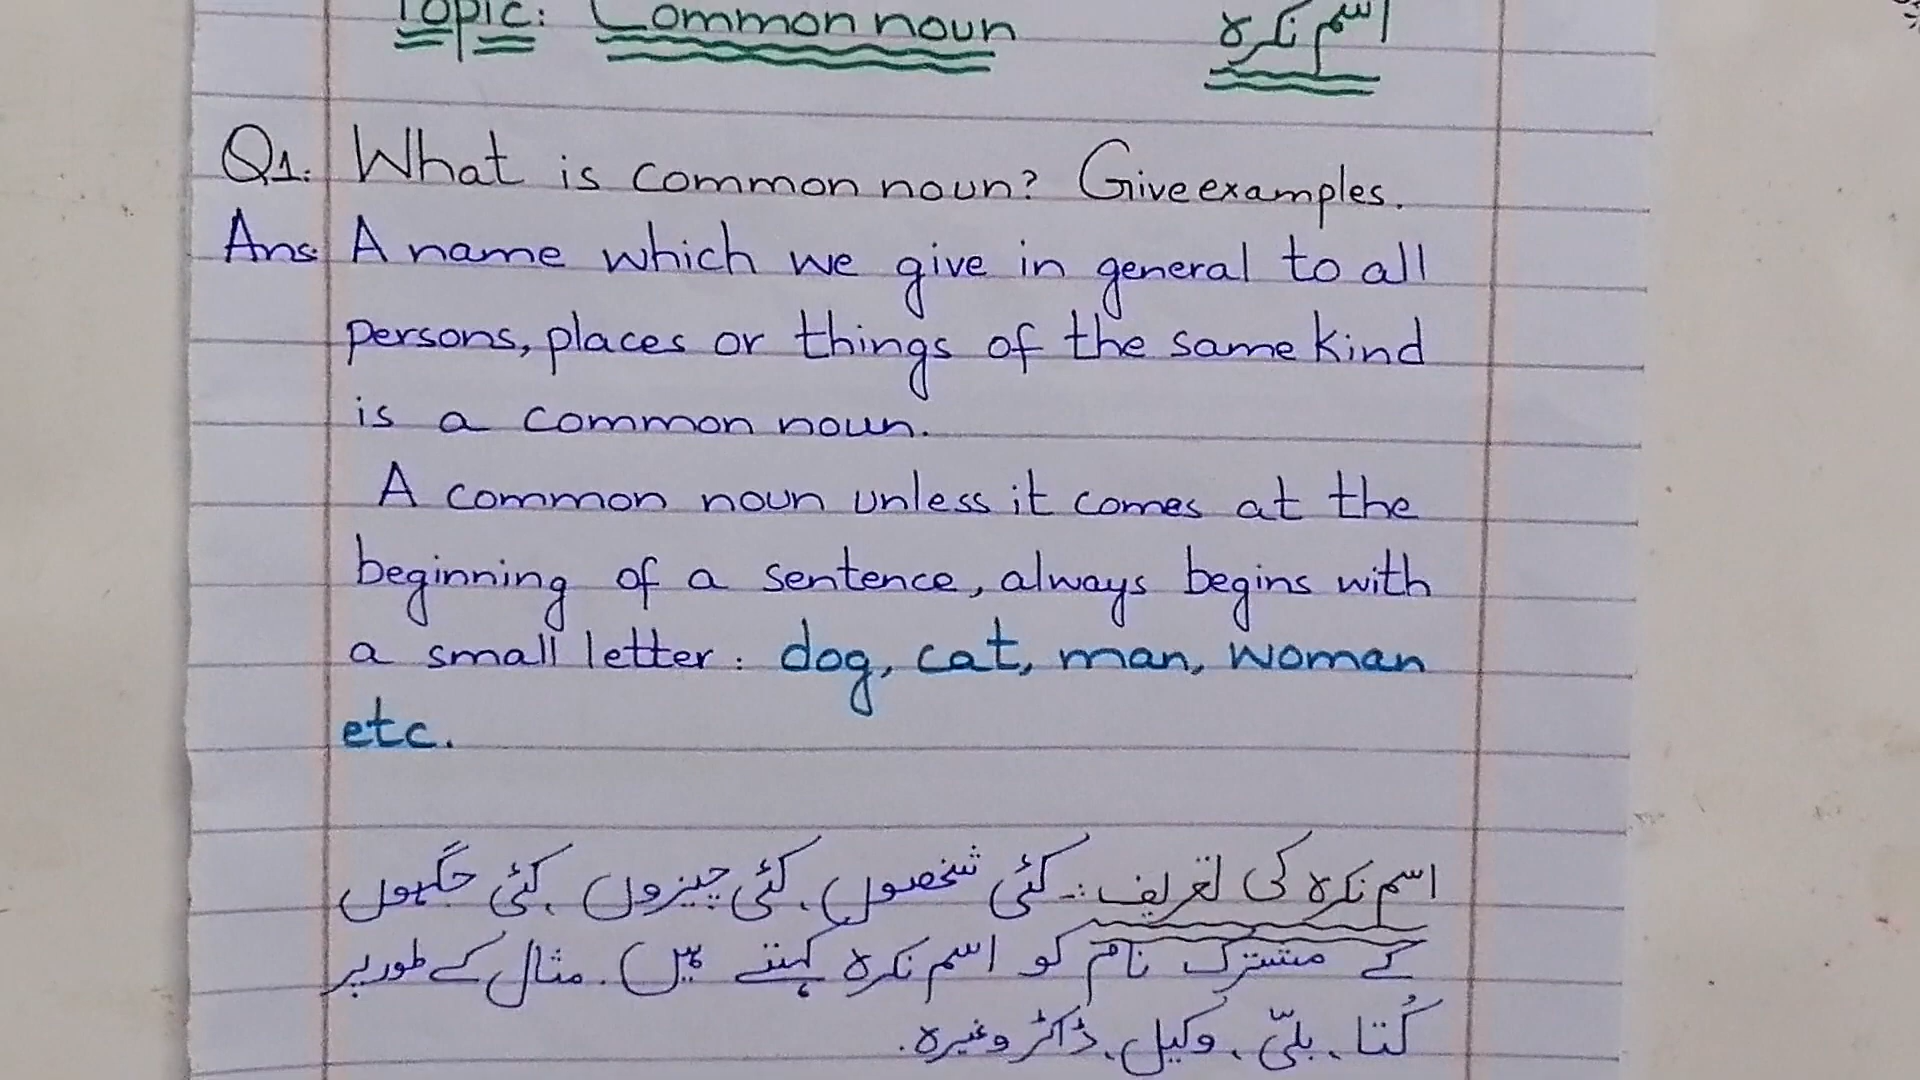 Topic: Common noun اسم نکرہ
Q1. What is common noun? Give examples.
Ans: A name which we give in general to all
persons, places or things of the same kind
is a common noun.
A common noun unless it comes at the
beginning of a sentence, always begins with
a small letter: dog, cat, man, woman
etc.
اسم نکرہ کی تعریف:۔ کئی شخصوں، کئی چیزوں، کئی جگہوں
کے مشترک نام کو اسم نکرہ کہتے ہیں۔ مثال کے طور پر
کُتا، بلیّ، وکیل، ڈاکٹر وغیرہ۔